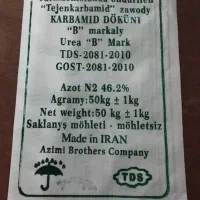 "Tejenkarbamid" zawody
KARBAMID DÖKÜNI
"B" markaly
Urea "B" Mark
TDS-2081-2010
GOST-2081-2010
Azot N2 46.2%
Agramy:50kg ± 1kg
Net weight:50 kg ± 1kg
Saklanyş möhleti - möhletsiz
Made in IRAN
Azimi Brothers Company
TDS